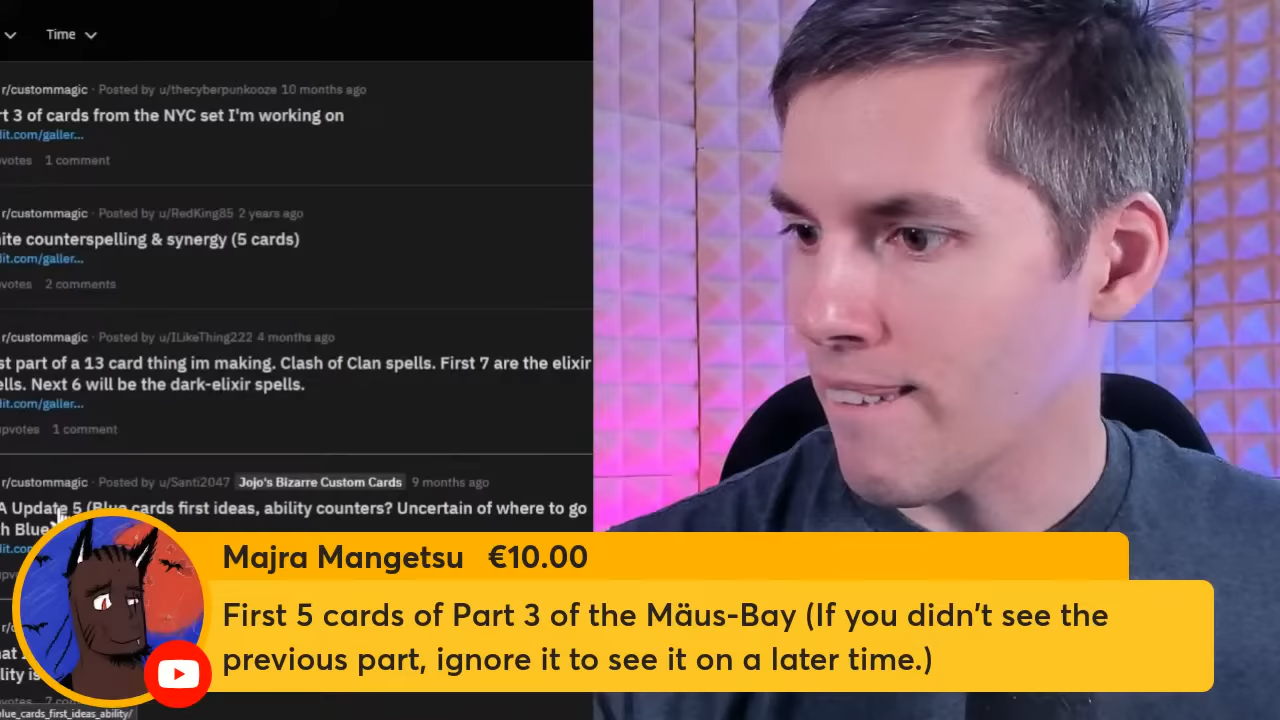 Time
r/custommagic · Posted by u/thecyberpunkooze 10 months ago
rt 3 of cards from the NYC set I'm working on
dit.com/galler...
votes 1 comment
r/custommagic · Posted by u/RedKing85 2 years ago
ite counterspelling & synergy (5 cards)
dit.com/galler...
votes 2 comments
r/custommagic · Posted by u/ILikeThing222 4 months ago
st part of a 13 card thing im making. Clash of Clan spells. First 7 are the elixir
ells. Next 6 will be the dark-elixir spells.
dit.com/galler...
upvotes 1 comment
r/custommagic · Posted by u/Santi2047 Jojo's Bizarre Custom Cards 9 months ago
A Update 5 (Blue cards first ideas, ability counters? Uncertain of where to go
h Blue
Majra Mangetsu €10.00
First 5 cards of Part 3 of the Mäus-Bay (If you didn't see the
previous part, ignore it to see it on a later time.)
lity is
blue_cards_first_ideas_ability/